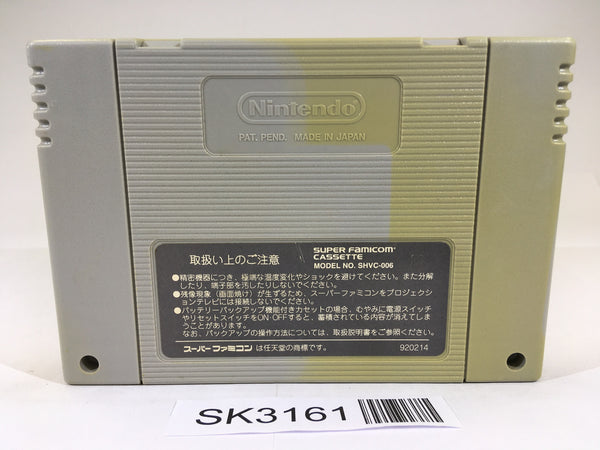 Nintendo
PAT. PEND. MADE IN JAPAN
取扱い上のご注意
SUPER FAMICOM
CASSETTE
MODEL NO. SHVC-006
●精密機器につき、極端な温度変化やショックを避けてください。また分解
したり、端子部を汚したりしないでください。
●残像現象（画面焼け）が生ずるため、スーパーファミコンをプロジェクシ
ョンテレビには接続しないでください。
●バッテリーバックアップ機能付きカセットの場合、むやみに電源スイッチ
やリセットスイッチをON・OFFすると、蓄積されている内容が消えてしま
う事がありますので、ご注意ください。
なお、バックアップの操作方法については、取扱説明書をご参照ください。
スーパーファミコンは任天堂の商標です。
920214
SK3161